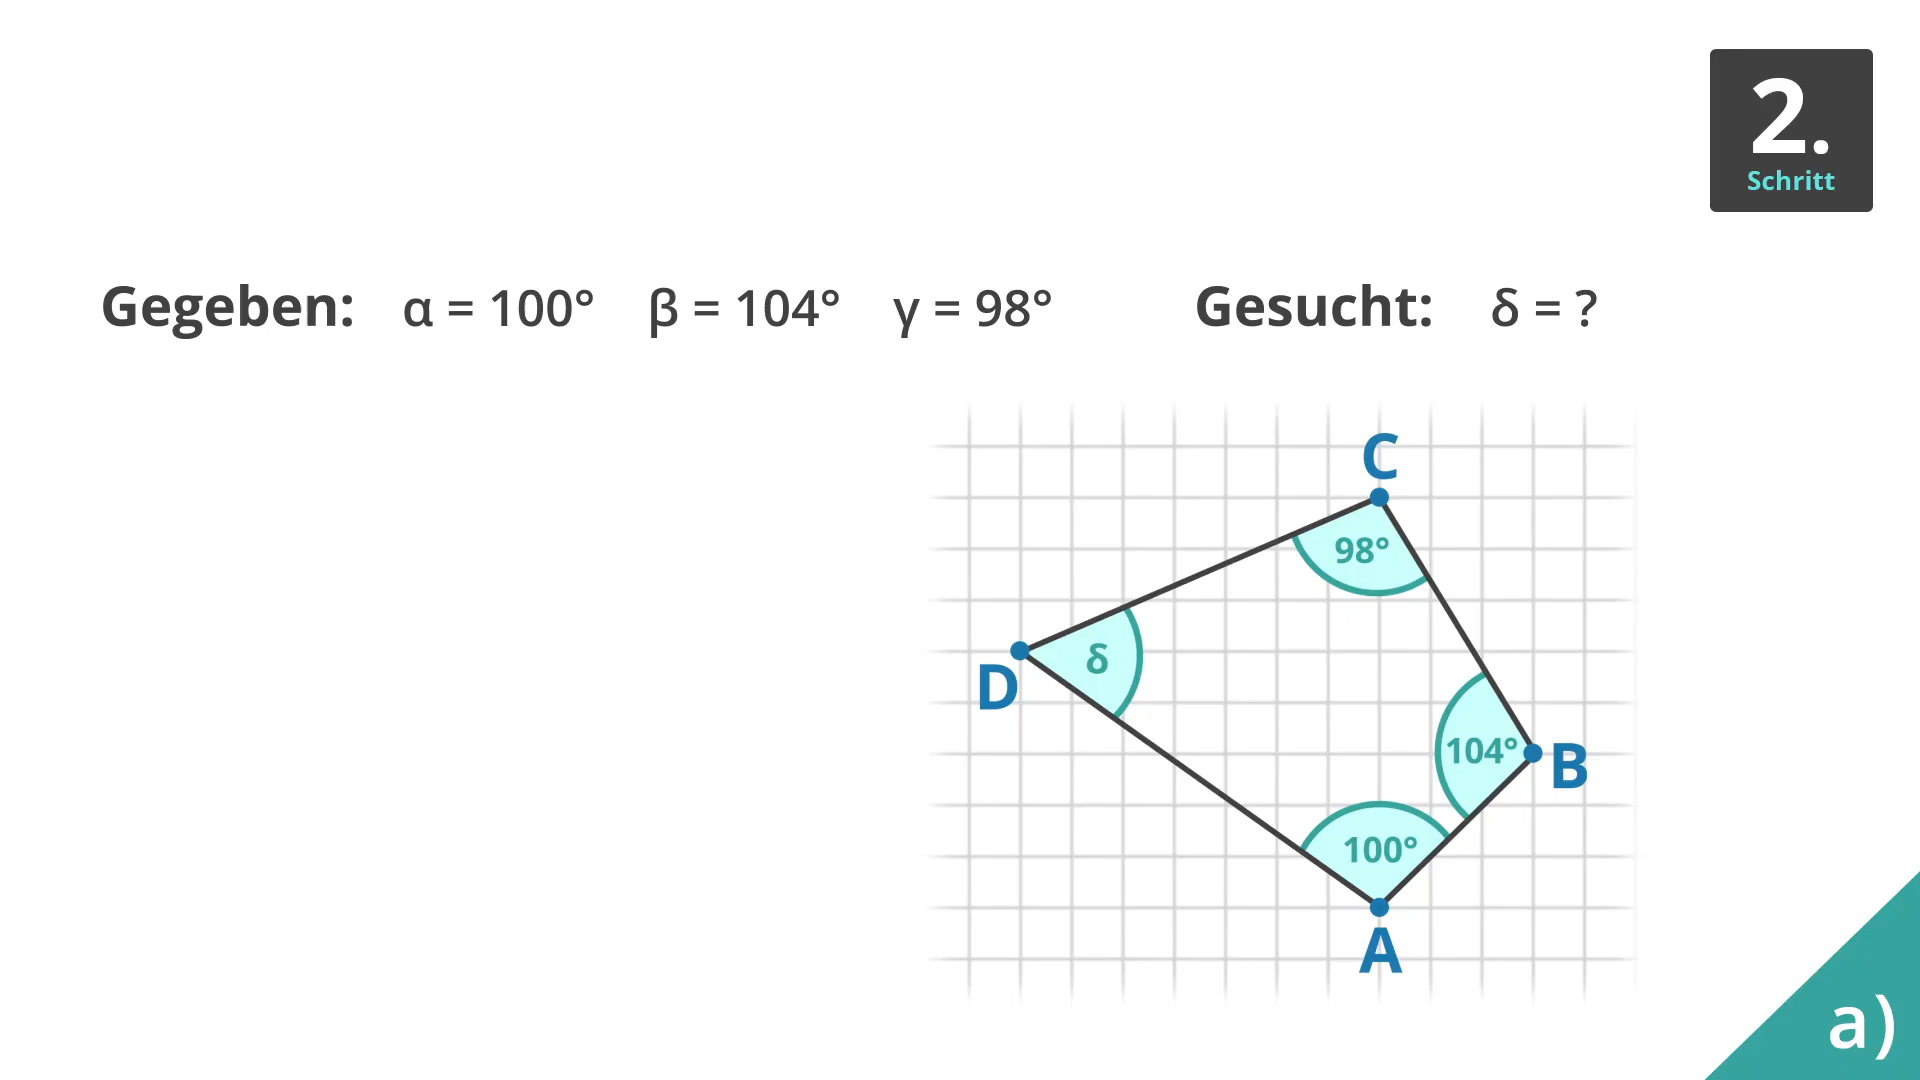 2.
Schritt
Gegeben: α = 100° β = 104° γ = 98° Gesucht: δ = ?
C
98°
δ
D
104°
B
100°
A
a)